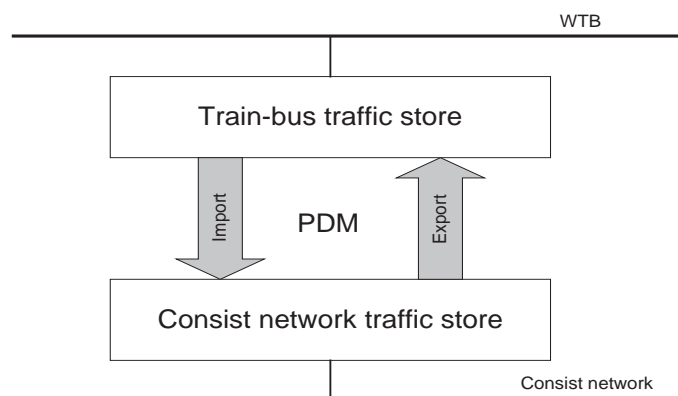 WTB
Train-bus traffic store
Import
PDM
Export
Consist network traffic store
Consist network